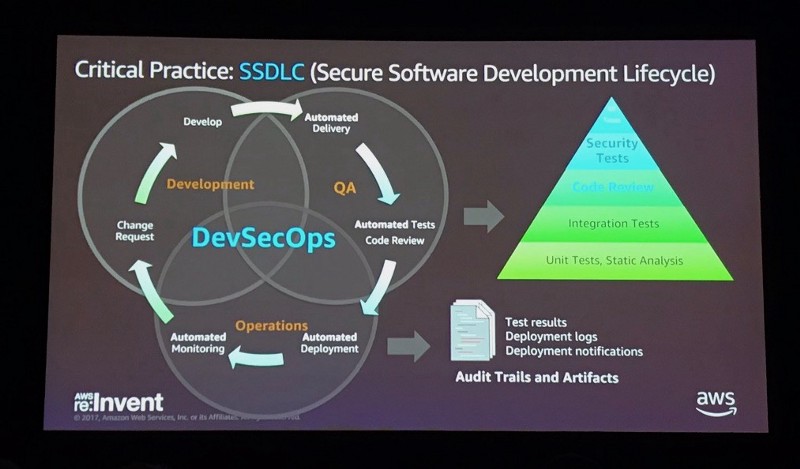 Critical Practice: SSDLC (Secure Software Development Lifecycle)
Develop
Automated
Delivery
Development
QA
Change
Request
DevSecOps
Automated Tests
Code Review
Operations
Automated
Monitoring
Automated
Deployment
Security
Tests
Code Review
Integration Tests
Unit Tests, Static Analysis
Test results
Deployment logs
Deployment notifications
Audit Trails and Artifacts
AWS
re:Invent
© 2017, Amazon Web Services, Inc. or its Affiliates.
aws